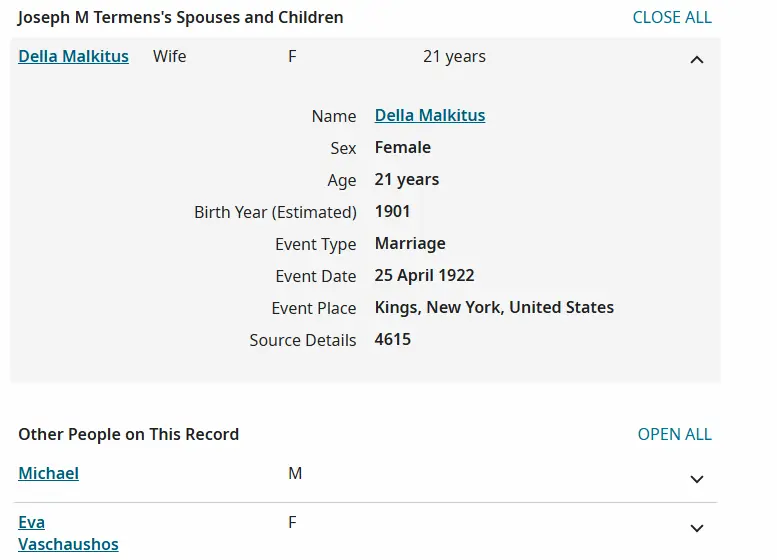 Joseph M Termens's Spouses and Children CLOSE ALL
Della Malkitus Wife F 21 years
Name Della Malkitus
Sex Female
Age 21 years
Birth Year (Estimated) 1901
Event Type Marriage
Event Date 25 April 1922
Event Place Kings, New York, United States
Source Details 4615
Other People on This Record OPEN ALL
Michael M
Eva F
Vaschaushos